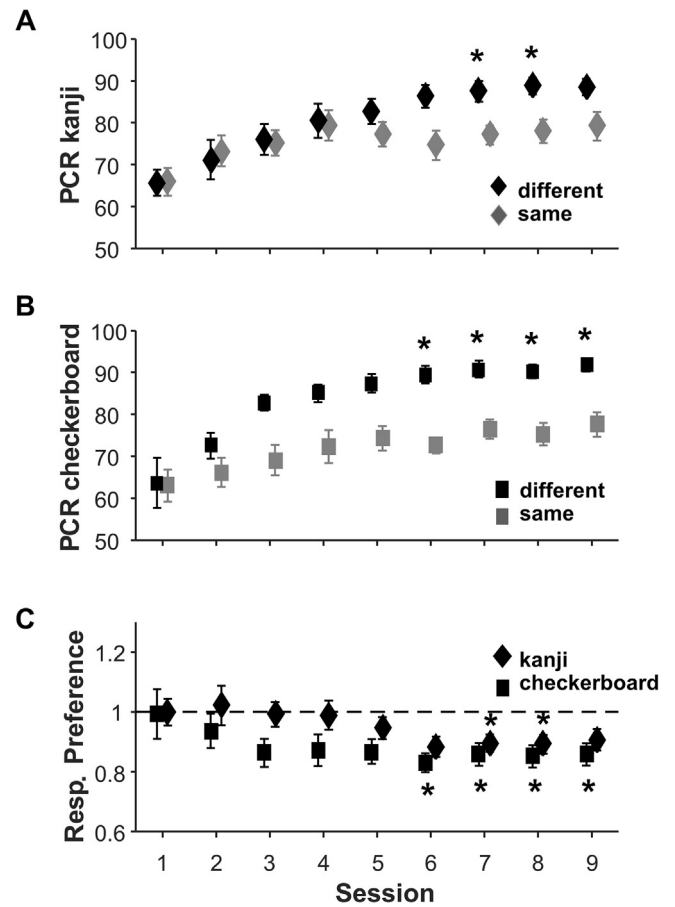 A
100
90
80
70
60
50
PCR kanji
* *
different
same
B
100
90
80
70
60
50
PCR checkerboard
* * * *
different
same
C
1.2
1
0.8
0.6
Resp. Preference
kanji
checkerboard
* *
* * * *
1 2 3 4 5 6 7 8 9
Session